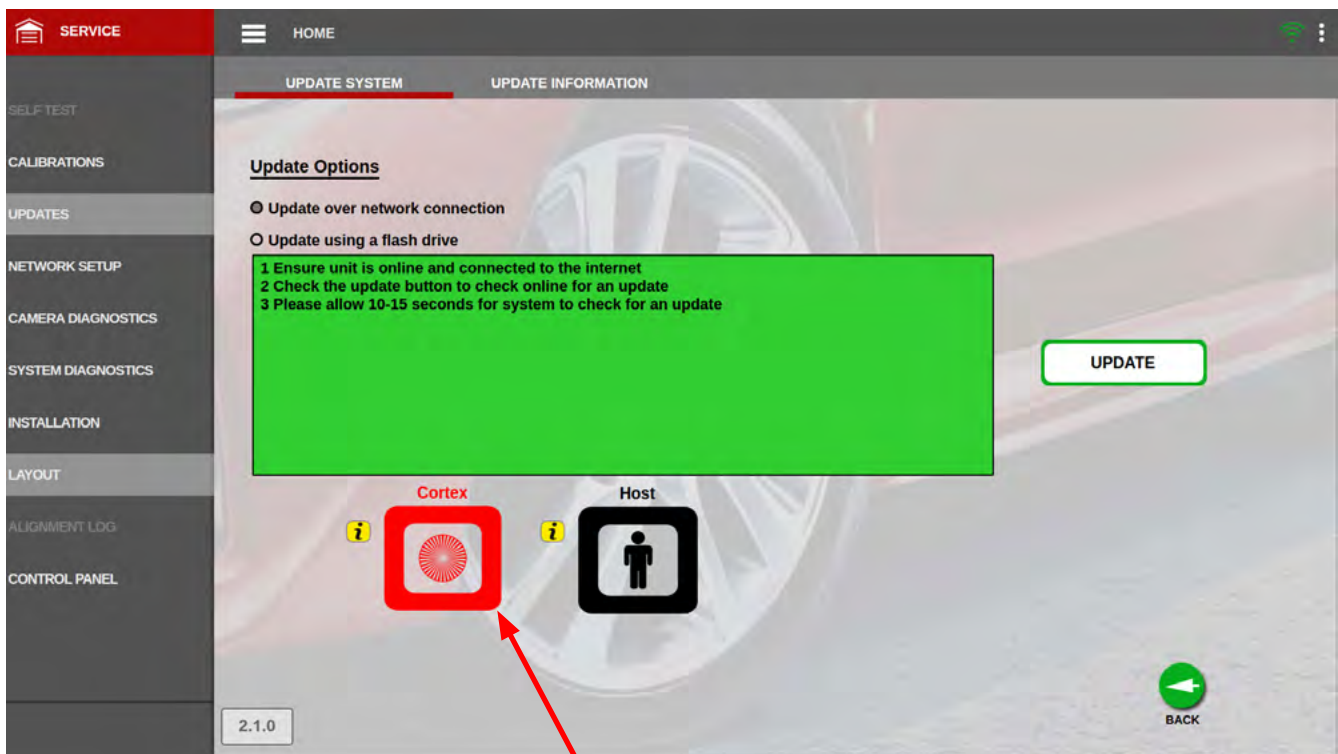 SERVICE
HOME
UPDATE SYSTEM
UPDATE INFORMATION
SELF TEST
CALIBRATIONS
UPDATES
NETWORK SETUP
CAMERA DIAGNOSTICS
SYSTEM DIAGNOSTICS
INSTALLATION
LAYOUT
ALIGNMENT LOG
CONTROL PANEL
Update Options
Update over network connection
Update using a flash drive
1 Ensure unit is online and connected to the internet
2 Check the update button to check online for an update
3 Please allow 10-15 seconds for system to check for an update
UPDATE
Cortex
Host
i
i
2.1.0
BACK